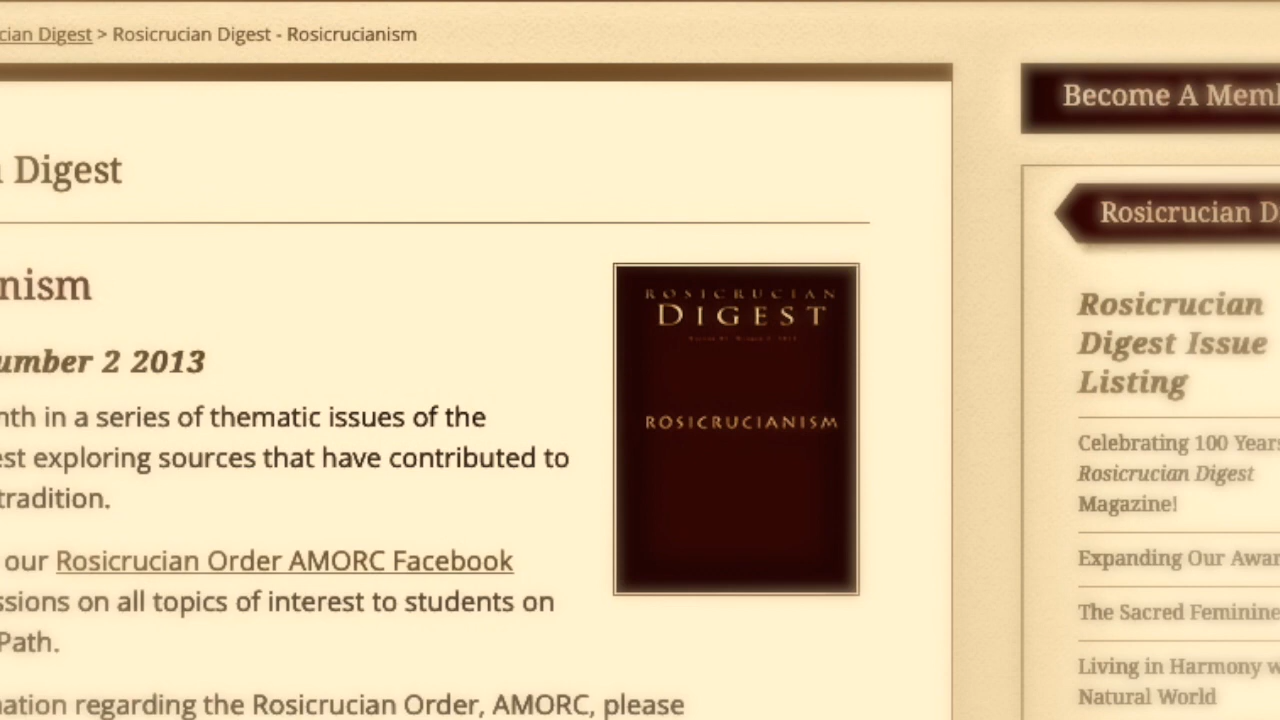 cian Digest > Rosicrucian Digest - Rosicrucianism
Digest
nism
umber 2 2013
nth in a series of thematic issues of the
est exploring sources that have contributed to
tradition.
our Rosicrucian Order AMORC Facebook
ssions on all topics of interest to students on
Path.
nation regarding the Rosicrucian Order, AMORC, please
ROSICRUCIAN
DIGEST
ROSICRUCIANISM
Become A Memb
Rosicrucian D
Rosicrucian
Digest Issue
Listing
Celebrating 100 Years
Rosicrucian Digest
Magazine!
Expanding Our Awar
The Sacred Feminine
Living in Harmony w
Natural World